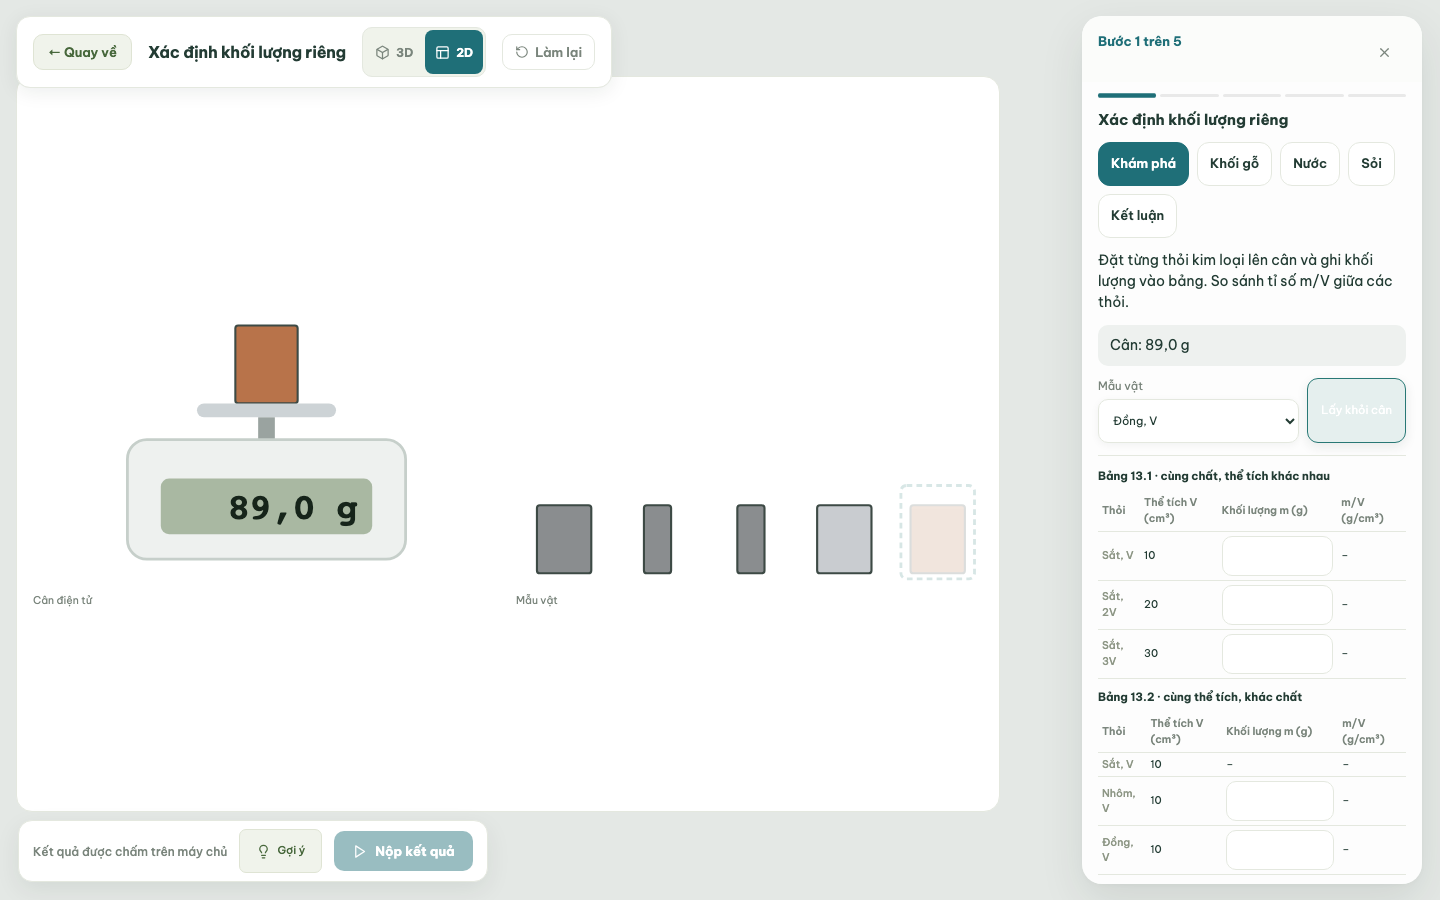 ← Quay về
Xác định khối lượng riêng
3D
2D
Làm lại
89,0 g
Cân điện tử
Mẫu vật
Kết quả được chấm trên máy chủ
Gợi ý
Nộp kết quả
Bước 1 trên 5
Xác định khối lượng riêng
Khám phá
Khối gỗ
Nước
Sỏi
Kết luận
Đặt từng thỏi kim loại lên cân và ghi khối
lượng vào bảng. So sánh tỉ số m/V giữa các
thỏi.
Cân: 89,0 g
Mẫu vật
Đồng, V
Lấy khỏi cân
Bảng 13.1 · cùng chất, thể tích khác nhau
Thỏi Thể tích V (cm³) Khối lượng m (g) m/V (g/cm³)
Sắt, V 10 –
Sắt, 2V 20 –
Sắt, 3V 30 –
Bảng 13.2 · cùng thể tích, khác chất
Thỏi Thể tích V (cm³) Khối lượng m (g) m/V (g/cm³)
Sắt, V 10 – –
Nhôm, V 10 –
Đồng, V 10 –